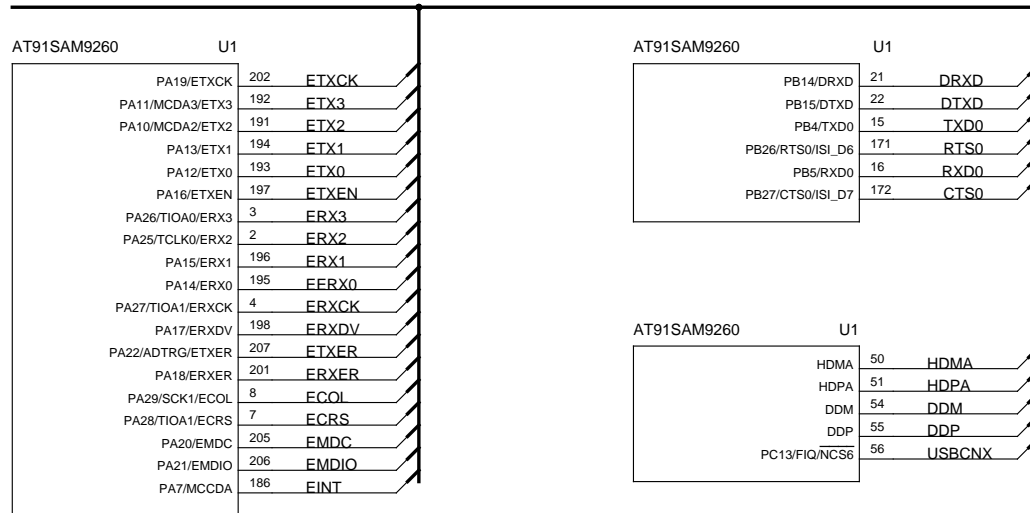 AT91SAM9260 U1
PA19/ETXCK 202 ETXCK
PA11/MCDA3/ETX3 192 ETX3
PA10/MCDA2/ETX2 191 ETX2
PA13/ETX1 194 ETX1
PA12/ETX0 193 ETX0
PA16/ETXEN 197 ETXEN
PA26/TIOA0/ERX3 3 ERX3
PA25/TCLK0/ERX2 2 ERX2
PA15/ERX1 196 ERX1
PA14/ERX0 195 EERX0
PA27/TIOA1/ERXCK 4 ERXCK
PA17/ERXDV 198 ERXDV
PA22/ADTRG/ETXER 207 ETXER
PA18/ERXER 201 ERXER
PA29/SCK1/ECOL 8 ECOL
PA28/TIOA1/ECRS 7 ECRS
PA20/EMDC 205 EMDC
PA21/EMDIO 206 EMDIO
PA7/MCCDA 186 EINT
AT91SAM9260 U1
PB14/DRXD 21 DRXD
PB15/DTXD 22 DTXD
PB4/TXD0 15 TXD0
PB26/RTS0/ISI_D6 171 RTS0
PB5/RXD0 16 RXD0
PB27/CTS0/ISI_D7 172 CTS0
AT91SAM9260 U1
HDMA 50 HDMA
HDPA 51 HDPA
DDM 54 DDM
DDP 55 DDP
PC13/FIQ/NCS6 56 USBCNX